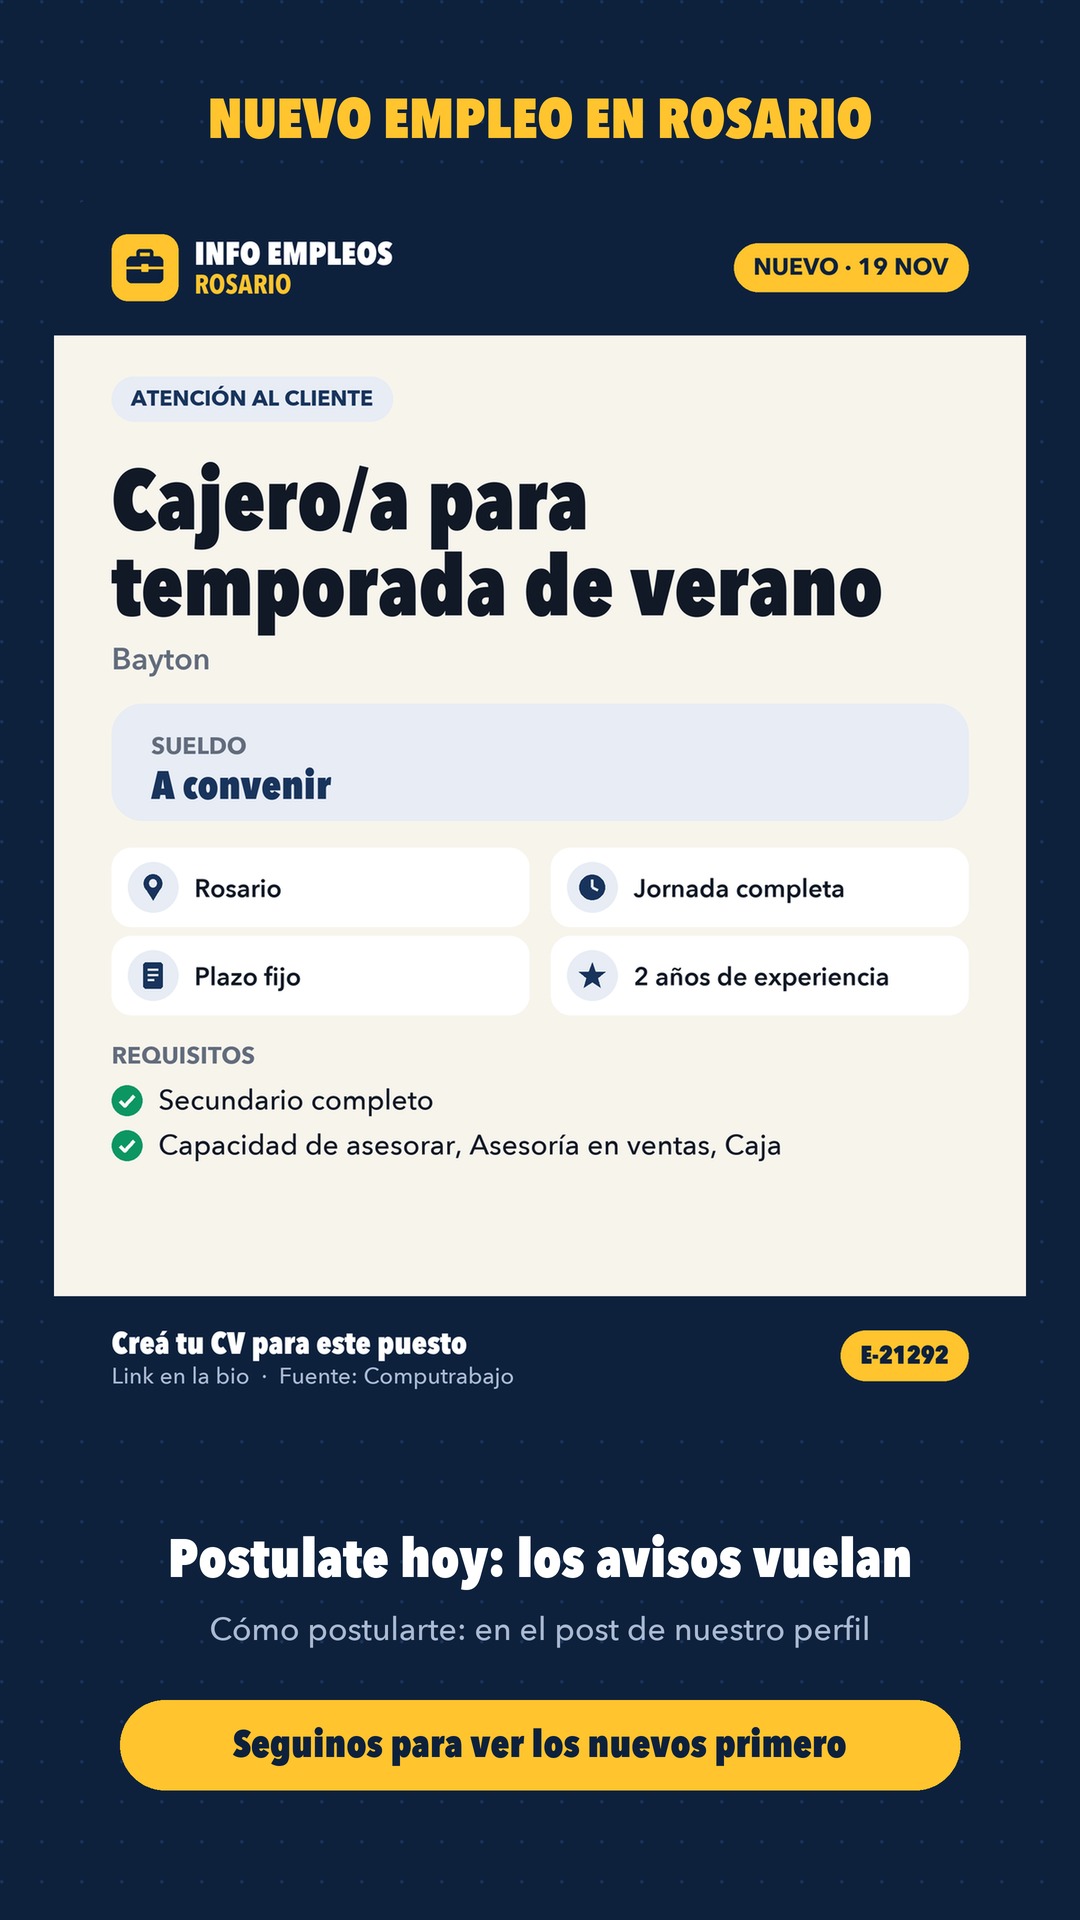 NUEVO EMPLEO EN ROSARIO
INFO EMPLEOS
ROSARIO
NUEVO · 19 NOV
ATENCIÓN AL CLIENTE
Cajero/a para
temporada de verano
Bayton
SUELDO
A convenir
Rosario
Jornada completa
Plazo fijo
2 años de experiencia
REQUISITOS
Secundario completo
Capacidad de asesorar, Asesoría en ventas, Caja
Creá tu CV para este puesto
Link en la bio · Fuente: Computrabajo
E-21292
Postulate hoy: los avisos vuelan
Cómo postularte: en el post de nuestro perfil
Seguinos para ver los nuevos primero